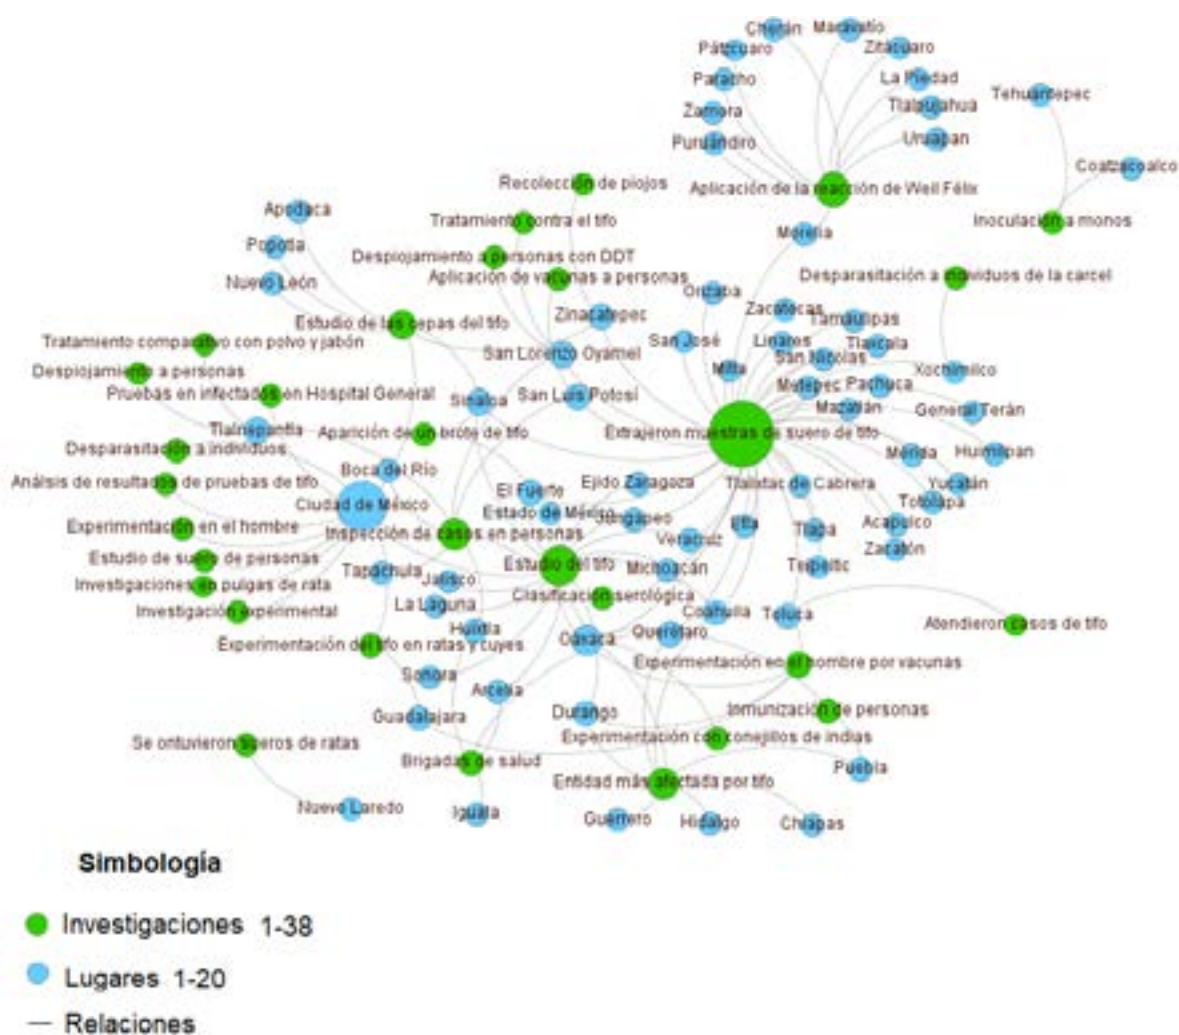 Cherán
Maravatío
Pátzcuaro
Zitácuaro
Paracho
La Piedad
Tehuantepec
Zamora
Tlalpujahua
Puruándiro
Uruapan
Coatzacoalco
Recolección de piojos
Aplicación de la reacción de Weil Félix
Apodaca
Tratamiento contra el tifo
Inoculación a monos
Popotla
Morelia
Despiojamiento a personas con DDT
Aplicación de vacunas a personas
Desparasitación a individuos de la carcel
Nuevo León
Orizaba
Estudio de las cepas del tifo
Zinacatepec
Zacatecas
Tamaulipas
Tratamiento comparativo con polvo y jabón
San Lorenzo Oyamel
San José
Linares
Tlaxcala
San Nicolas
Despiojamiento a personas
Mitla
Xochimilco
Pruebas en infectados en Hospital General
Sinaloa
San Luis Potosí
Metepec
Pachuca
Mazatlán
General Terán
Tlalnepantla
Aparición de un brote de tifo
Extrajeron muestras de suero de tifo
Desparasitación a individuos
Mérida
Huimilpan
Boca del Río
Análsis de resultados de pruebas de tifo
El Fuerte
Ejido Zaragoza
Tlalixtac de Cabrera
Yucatán
Ciudad de México
Estado de México
Jungapeo
Totolapa
Experimentación en el hombre
Inspección de casos en personas
Veracruz
Etla
Tlapa
Acapulco
Zacatón
Estudio de suero de personas
Tapachula
Jalisco
Estudio del tifo
Michoacán
Investigaciones en pulgas de rata
Clasificación serológica
Investigación experimental
La Laguna
Coahuila
Toluca
Atendieron casos de tifo
Experimentación del tifo en ratas y cuyes
Huixtla
Oaxaca
Querétaro
Experimentación en el hombre por vacunas
Sonora
Arcelia
Guadalajara
Durango
Inmunización de personas
Se ontuvieron sueros de ratas
Experimentación con conejillos de indias
Brigadas de salud
Entidad más afectada por tifo
Puebla
Nuevo Laredo
Iguala
Guerrero
Hidalgo
Chiapas
Simbología
Investigaciones 1-38
Lugares 1-20
Relaciones